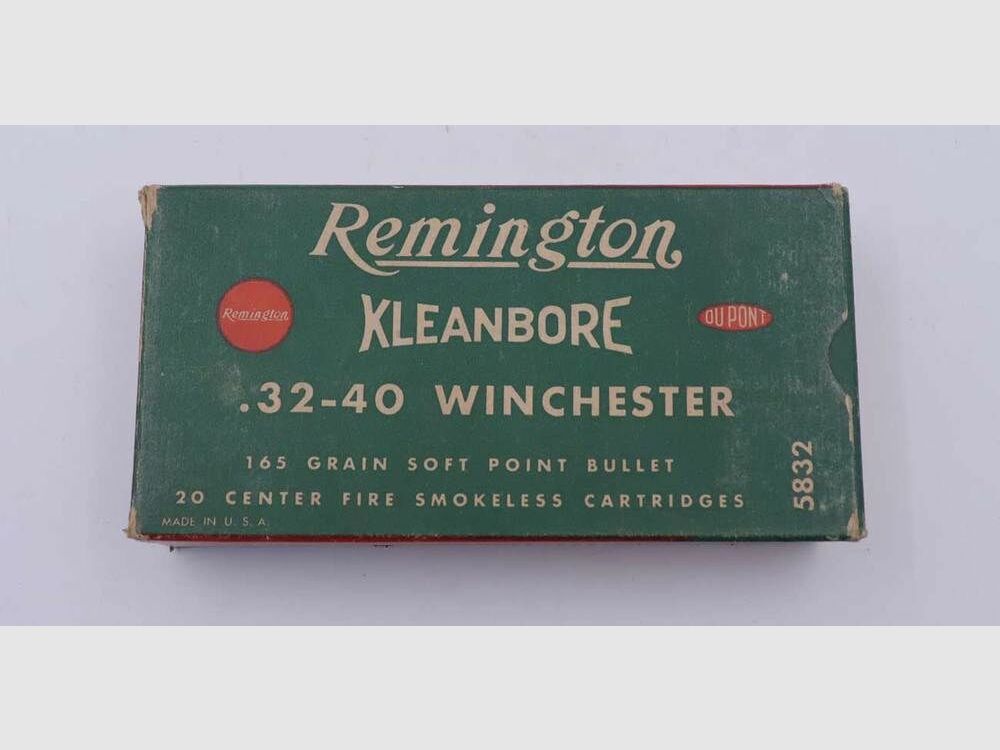 Remington
Remington
KLEANBORE
DU PONT
.32-40 WINCHESTER
165 GRAIN SOFT POINT BULLET
20 CENTER FIRE SMOKELESS CARTRIDGES
5832
MADE IN U. S. A.